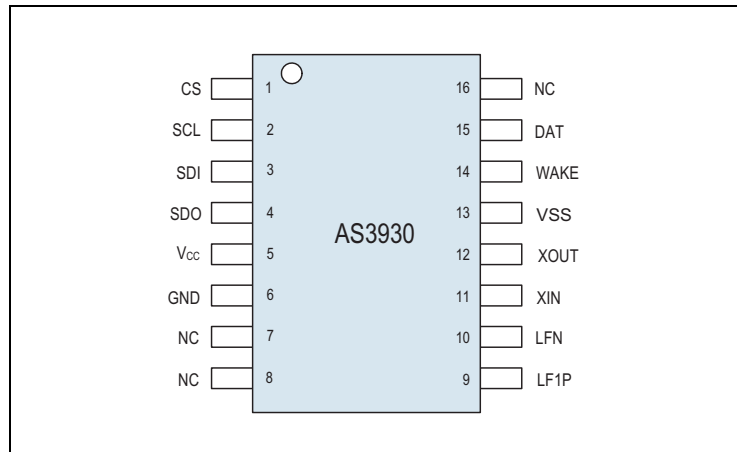 CS 1 16 NC
SCL 2 15 DAT
SDI 3 14 WAKE
SDO 4 13 VSS
AS3930
Vcc 5 12 XOUT
GND 6 11 XIN
NC 7 10 LFN
NC 8 9 LF1P